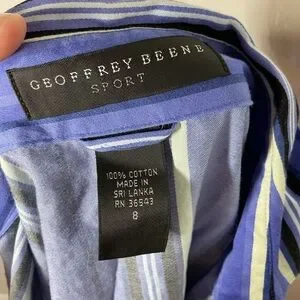 GEOFFREY BEENE
SPORT
100% COTTON
MADE IN
SRI LANKA
RN 36543
8